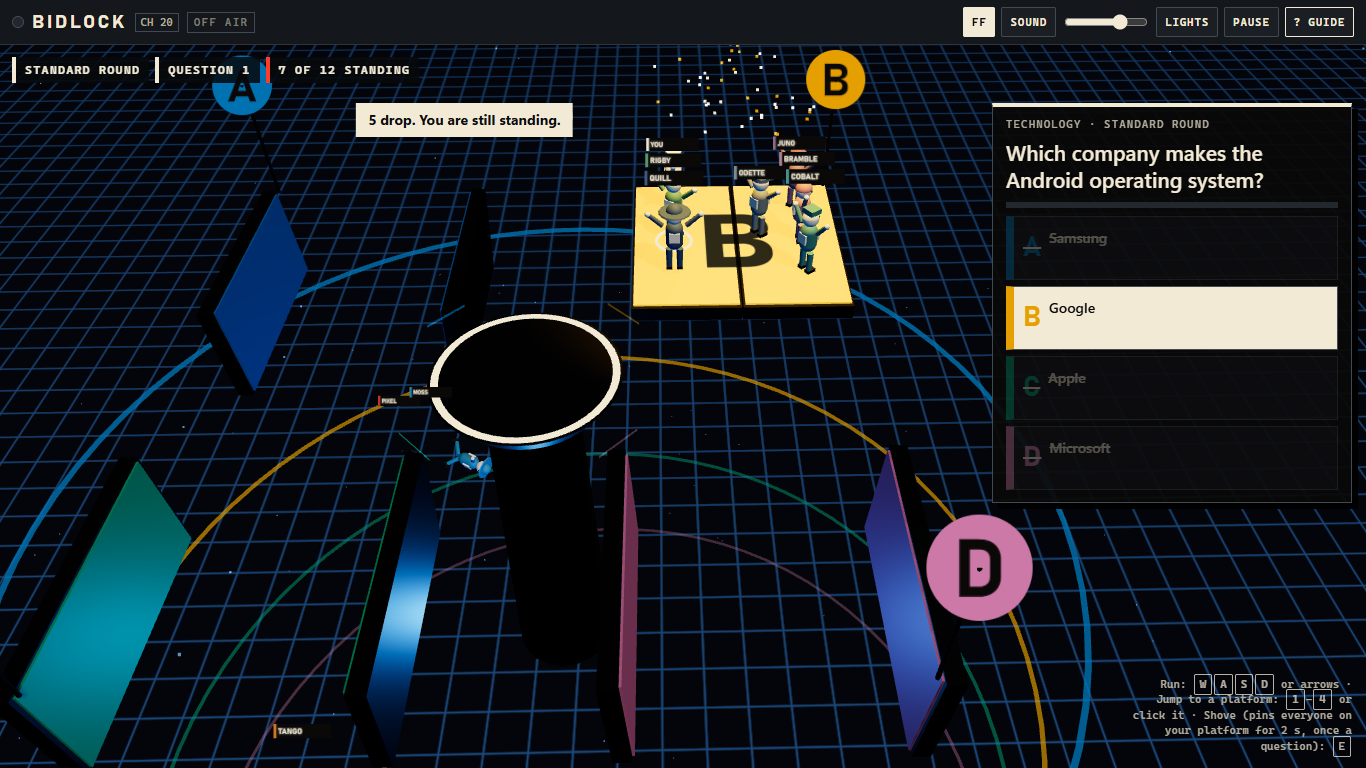 BIDLOCK CH 20 OFF AIR
FF SOUND LIGHTS PAUSE ? GUIDE
STANDARD ROUND QUESTION 1 7 OF 12 STANDING
A
B
5 drop. You are still standing.
TECHNOLOGY · STANDARD ROUND
Which company makes the
Android operating system?
A Samsung
B Google
C Apple
D Microsoft
YOU
RIGBY
QUILL
JUNO
BRAMBLE
ODETTE
COBALT
B
MOSS
PIXEL
D
TANGO
Run: W A S D or arrows ·
Jump to a platform: 1 - 4 or
click it · Shove (pins everyone on
your platform for 2 s, once a
question): E